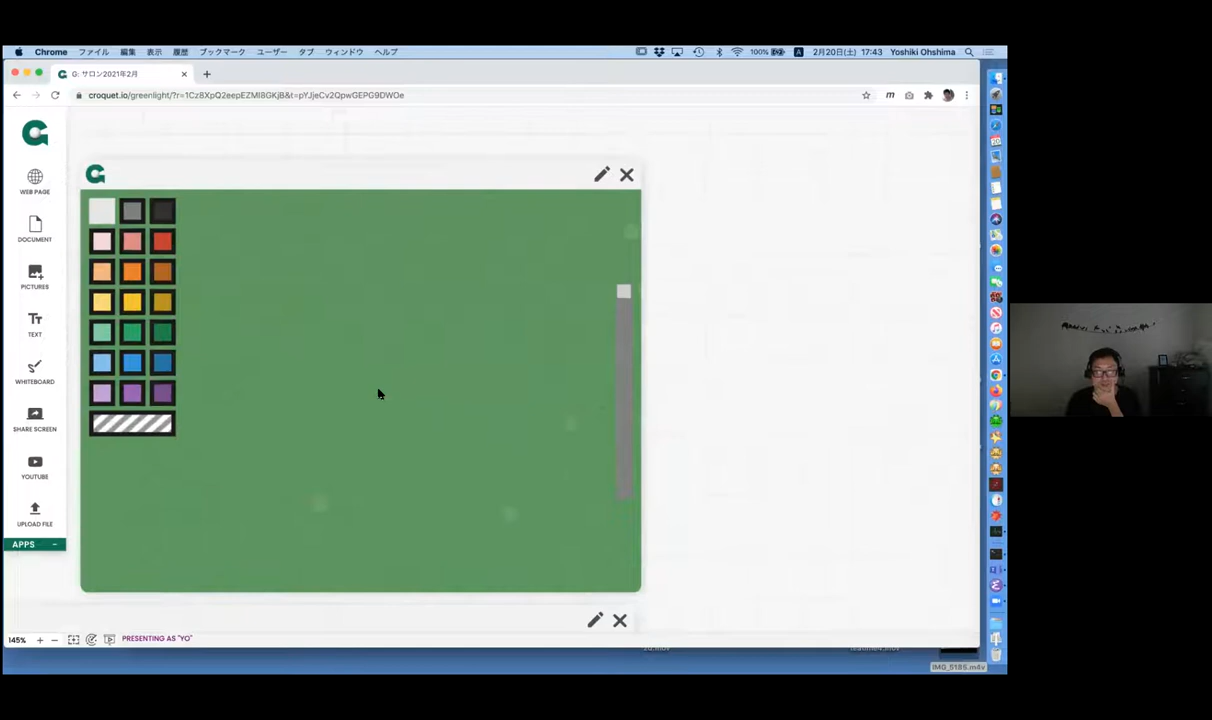 Chrome ファイル 編集 表示 履歴 ブックマーク ユーザー タブ ウィンドウ ヘルプ 100% A 2月20日(土) 17:43 Yoshiki Ohshima
G: サロン2021年2月
croquet.io/greenlight/?r=1Cz8XpQ2eepEZMI8GKjB&t=pYJjeCv2QpwGEPG9DWOe
WEB PAGE
DOCUMENT
PICTURES
Tt
TEXT
WHITEBOARD
SHARE SCREEN
YOUTUBE
UPLOAD FILE
APPS -
145% + - PRESENTING AS "YO"
IMG_5185.m4v